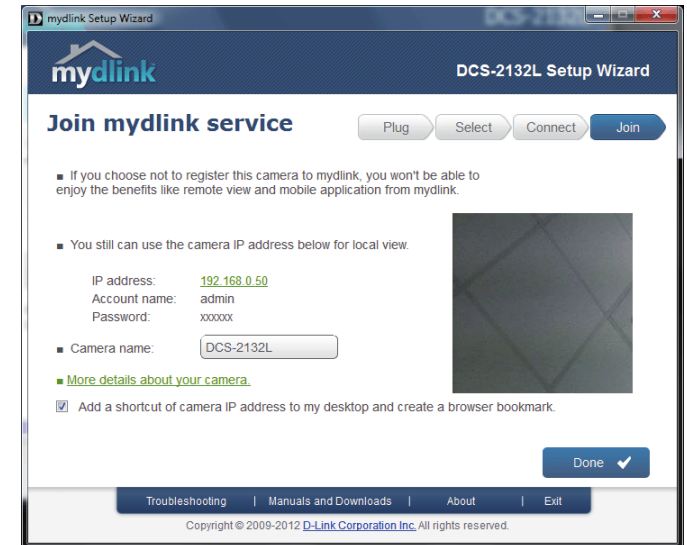 mydlink Setup Wizard
mydlink
DCS-2132L Setup Wizard
Join mydlink service
Plug
Select
Connect
Join
If you choose not to register this camera to mydlink, you won't be able to
enjoy the benefits like remote view and mobile application from mydlink.
You still can use the camera IP address below for local view.
IP address: 192.168.0.50
Account name: admin
Password: xxxxxx
Camera name: DCS-2132L
More details about your camera.
Add a shortcut of camera IP address to my desktop and create a browser bookmark.
Done
Troubleshooting | Manuals and Downloads | About | Exit
Copyright © 2009-2012 D-Link Corporation Inc. All rights reserved.